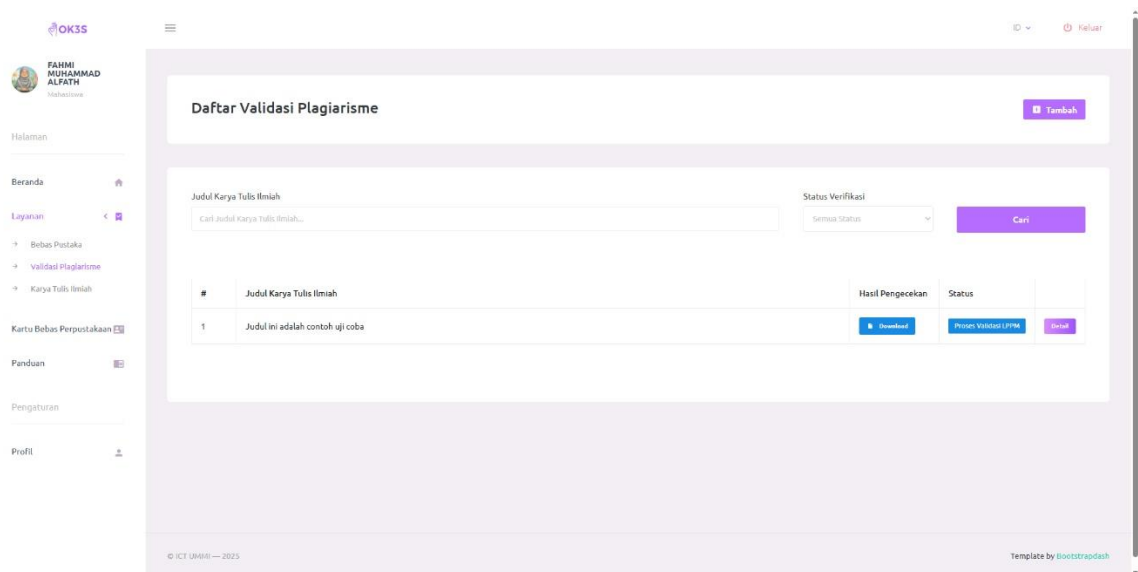 OK3S
ID
Keluar
FAHMI
MUHAMMAD
ALFATH
Mahasiswa
Halaman
Beranda
Layanan
Bebas Pustaka
Validasi Plagiarisme
Karya Tulis Ilmiah
Kartu Bebas Perpustakaan
Panduan
Pengaturan
Profil
Daftar Validasi Plagiarisme
Tambah
Judul Karya Tulis Ilmiah
Status Verifikasi
Cari Judul Karya Tulis Ilmiah...
Semua Status
Cari
# Judul Karya Tulis Ilmiah Hasil Pengecekan Status
1 Judul ini adalah contoh uji coba Download Proses Validasi LPPM Detail
© ICT UMMI — 2025
Template by Bootstrapdash